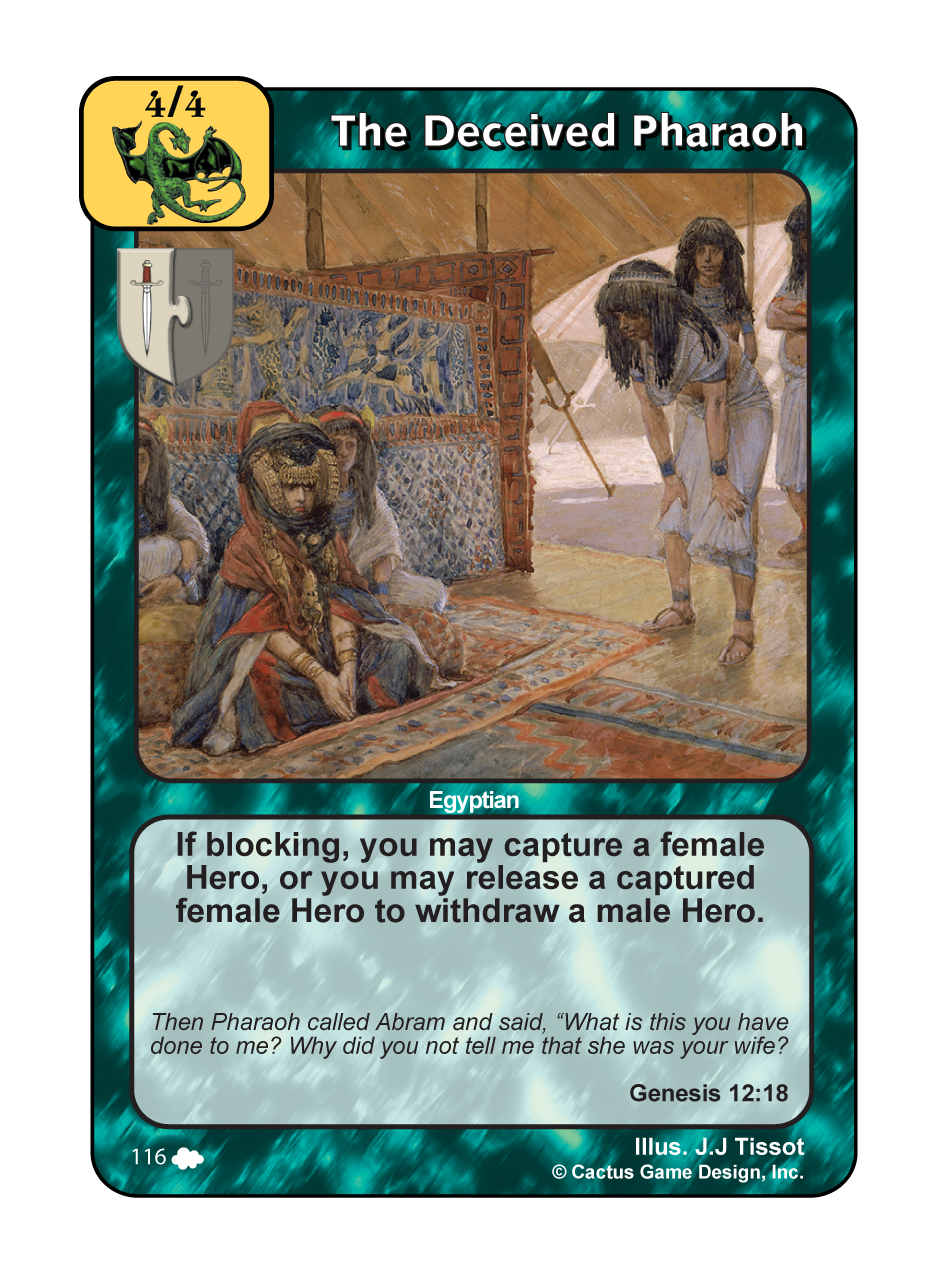 4/4
The Deceived Pharaoh
Egyptian
If blocking, you may capture a female
Hero, or you may release a captured
female Hero to withdraw a male Hero.
Then Pharaoh called Abram and said, “What is this you have
done to me? Why did you not tell me that she was your wife?
Genesis 12:18
116
Illus. J.J Tissot
© Cactus Game Design, Inc.